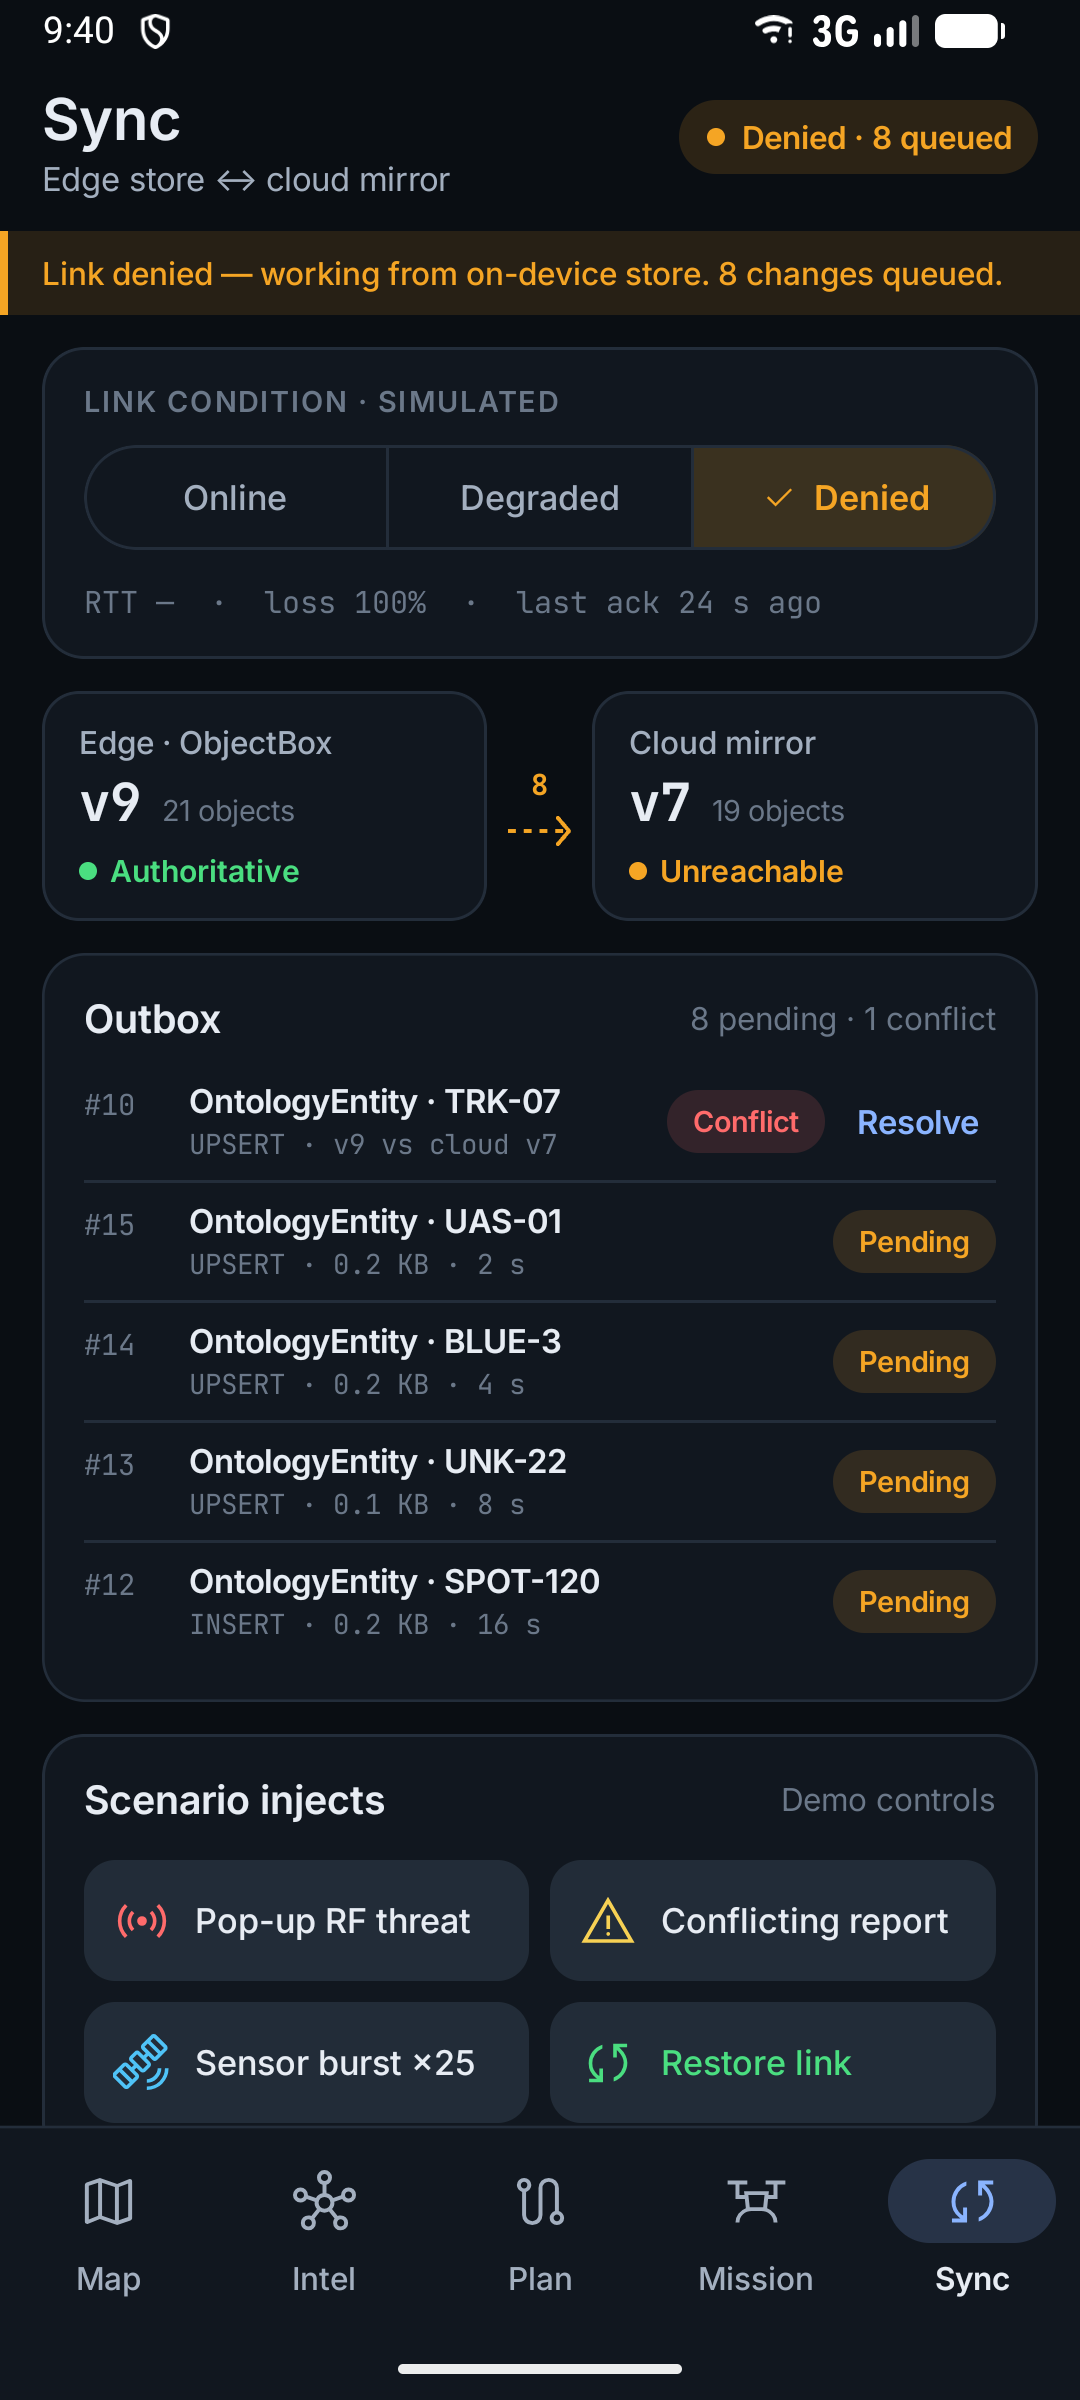 9:40
3G
Sync
Denied · 8 queued
Edge store ↔ cloud mirror
Link denied — working from on-device store. 8 changes queued.
LINK CONDITION · SIMULATED
Online
Degraded
✓ Denied
RTT — · loss 100% · last ack 24 s ago
Edge · ObjectBox
v9 21 objects
Authoritative
8
Cloud mirror
v7 19 objects
Unreachable
Outbox
8 pending · 1 conflict
#10
OntologyEntity · TRK-07
UPSERT · v9 vs cloud v7
Conflict
Resolve
#15
OntologyEntity · UAS-01
UPSERT · 0.2 KB · 2 s
Pending
#14
OntologyEntity · BLUE-3
UPSERT · 0.2 KB · 4 s
Pending
#13
OntologyEntity · UNK-22
UPSERT · 0.1 KB · 8 s
Pending
#12
OntologyEntity · SPOT-120
INSERT · 0.2 KB · 16 s
Pending
Scenario injects
Demo controls
Pop-up RF threat
Conflicting report
Sensor burst ×25
Restore link
Map
Intel
Plan
Mission
Sync